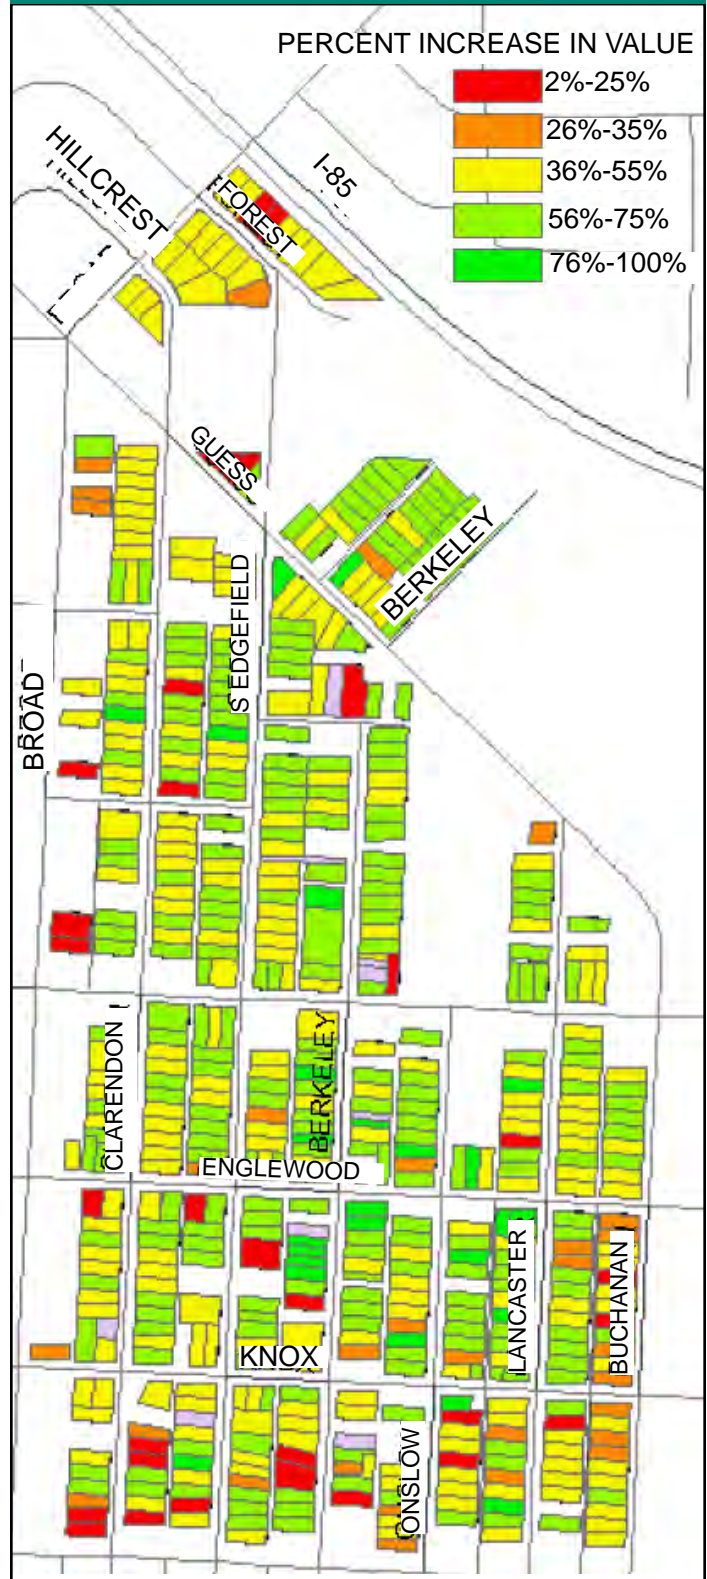 PERCENT INCREASE IN VALUE
2%-25%
26%-35%
36%-55%
56%-75%
76%-100%
HILLCREST
I-85
FOREST
GUESS
BERKELEY
S EDGEFIELD
BROAD
CLARENDON
BERKELEY
ENGLEWOOD
LANCASTER
BUCHANAN
KNOX
ONSLOW